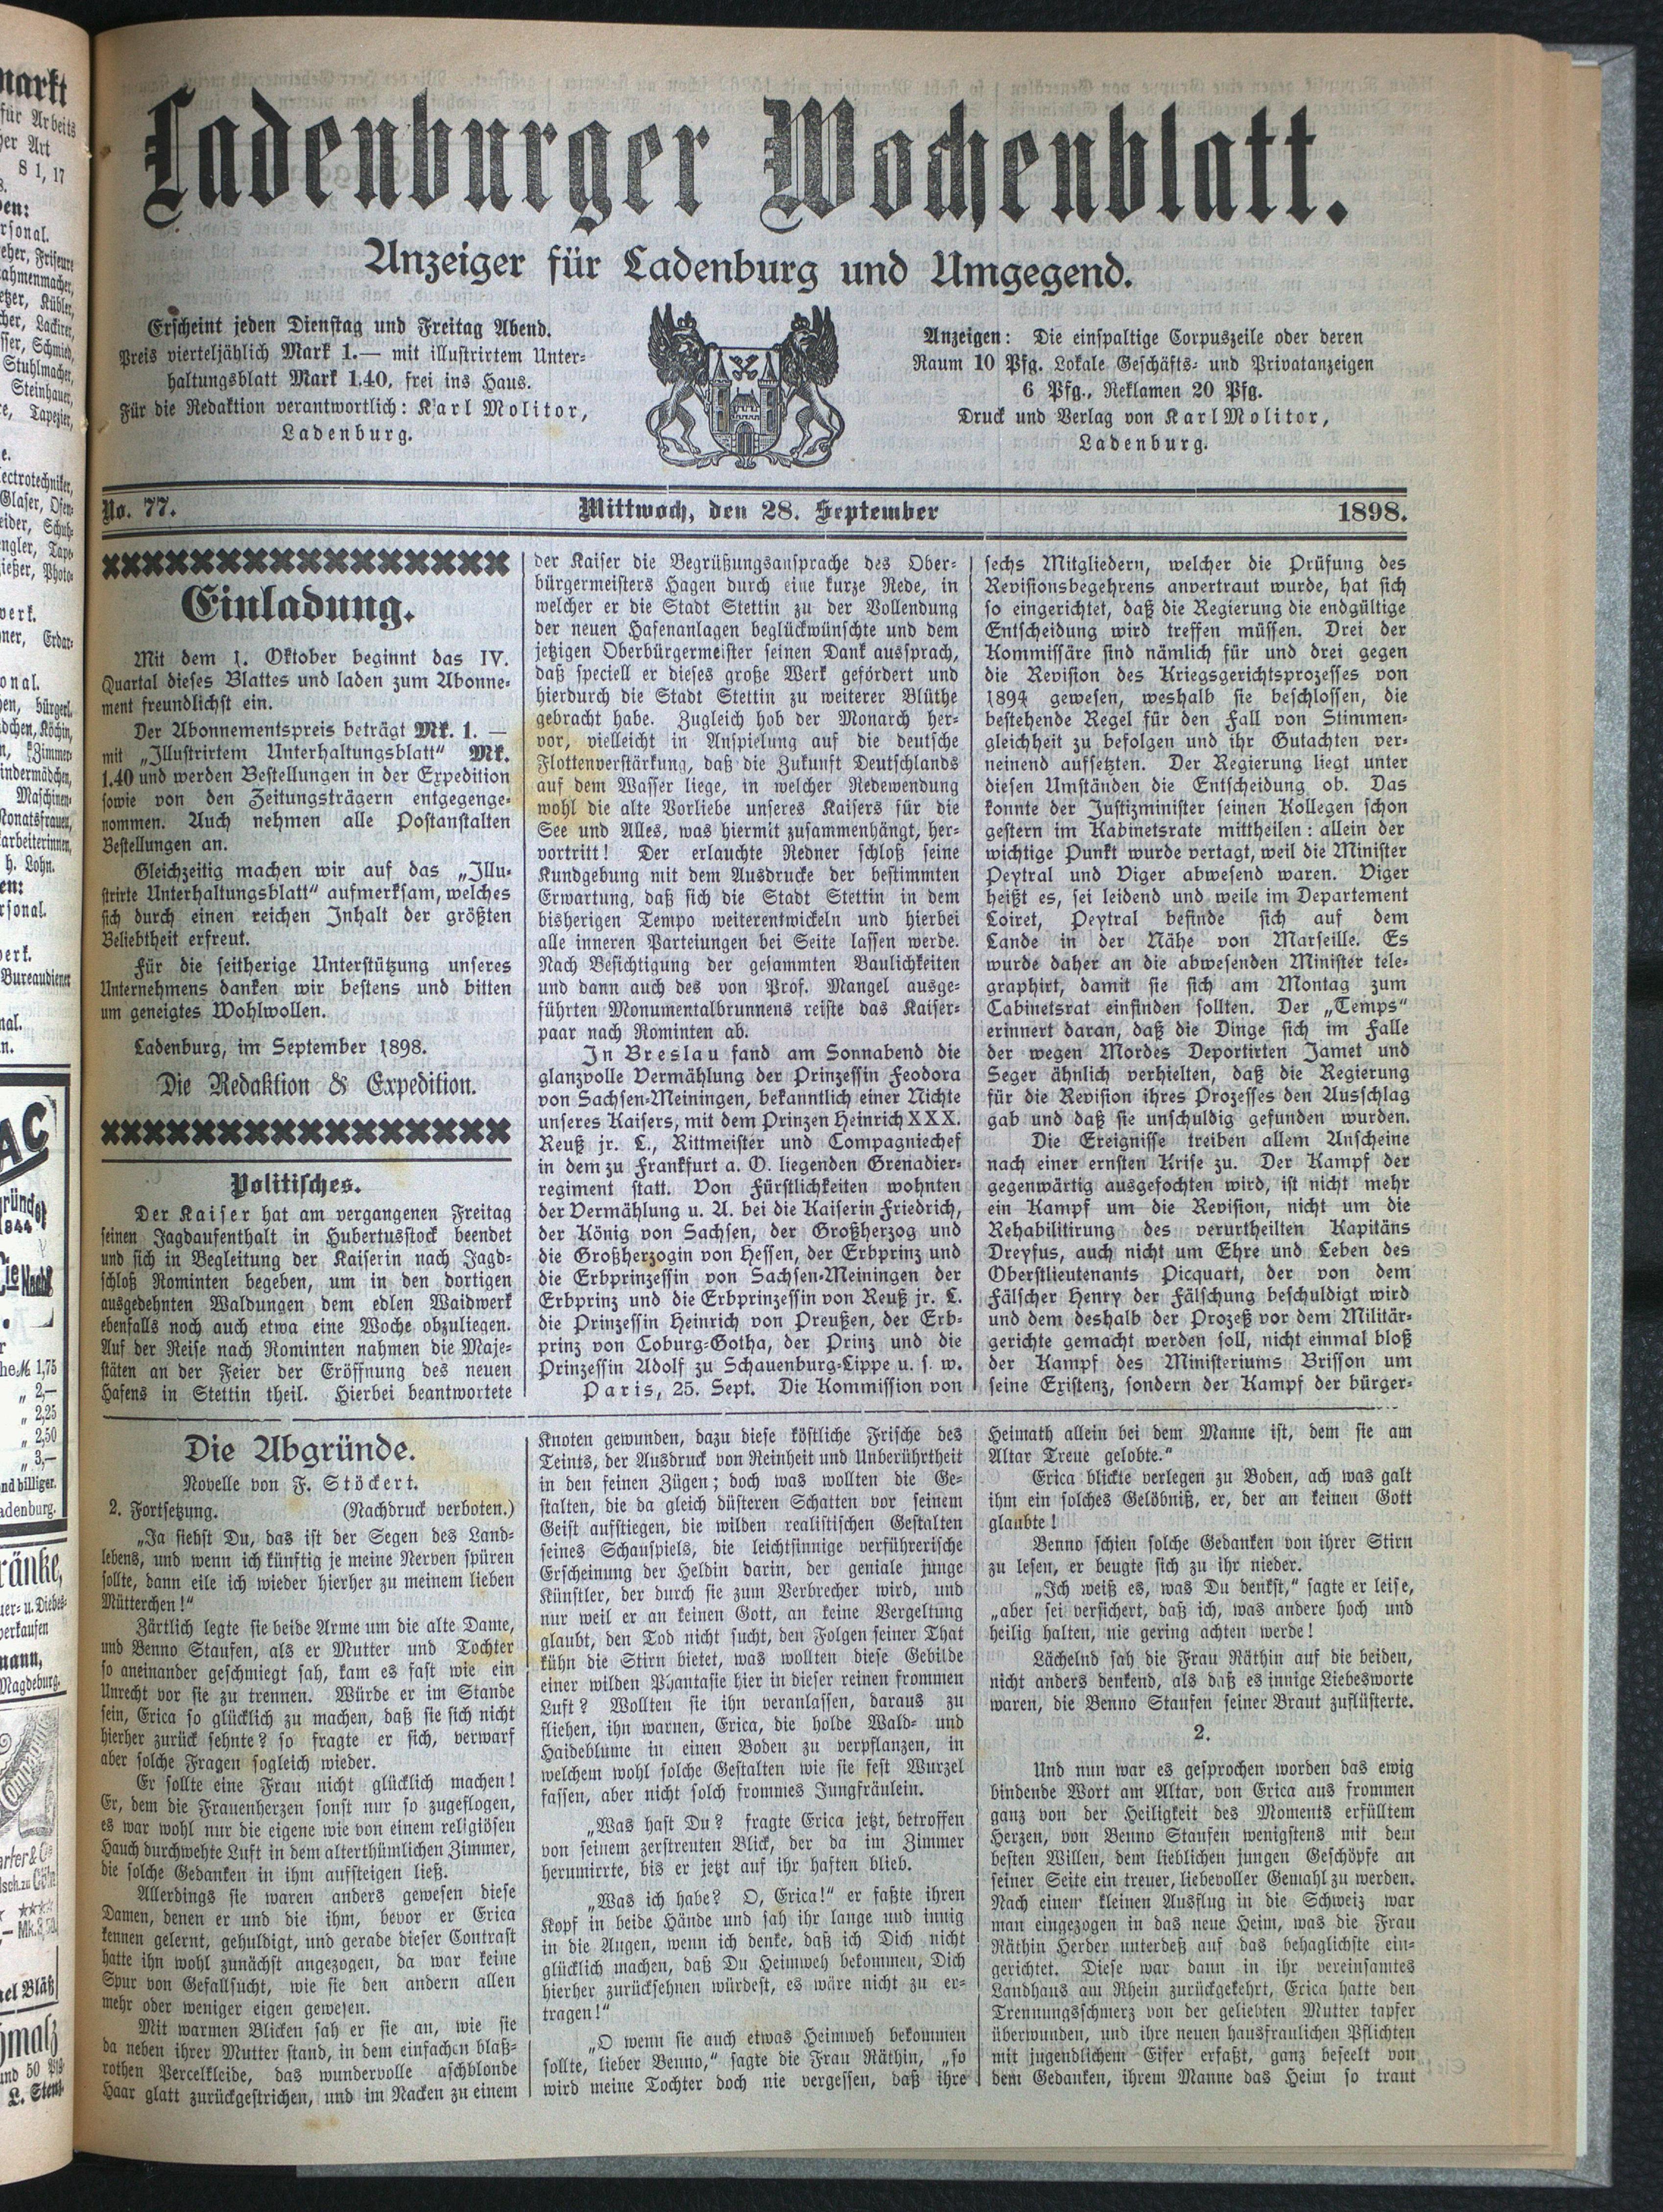 Ladenburger Wochenblatt.
Anzeiger für Ladenburg und Umgegend.
Erscheint jeden Dienstag und Freitag Abend.
Preis vierteljährlich Mark 1.— mit illustrirtem Unter-
haltungsblatt Mark 1.40, frei ins Haus.
Für die Redaktion verantwortlich: Karl Molitor,
Ladenburg.
Anzeigen: Die einspaltige Corpuszeile oder deren
Raum 10 Pfg. Lokale Geschäfts- und Privatanzeigen
6 Pfg., Reklamen 20 Pfg.
Druck und Verlag von Karl Molitor,
Ladenburg.
No. 77.
Mittwoch, den 28. September
1898.
Einladung.
Mit dem 1. Oktober beginnt das IV.
Quartal dieses Blattes und laden zum Abonne-
ment freundlichst ein.
Der Abonnementspreis beträgt Mk. 1. —
mit „Illustrirtem Unterhaltungsblatt“ Mk.
1.40 und werden Bestellungen in der Expedition
sowie von den Zeitungsträgern entgegenge-
nommen. Auch nehmen alle Postanstalten
Bestellungen an.
Gleichzeitig machen wir auf das „Illu-
strirte Unterhaltungsblatt“ aufmerksam, welches
sich durch einen reichen Inhalt der größten
Beliebtheit erfreut.
Für die seitherige Unterstützung unseres
Unternehmens danken wir bestens und bitten
um geneigtes Wohlwollen.
Ladenburg, im September 1898.
Die Redaktion & Expedition.
Politisches.
Der Kaiser hat am vergangenen Freitag
seinen Jagdaufenthalt in Hubertusstock beendet
und sich in Begleitung der Kaiserin nach Jagd-
schloß Rominten begeben, um in den dortigen
ausgedehnten Waldungen dem edlen Waidwerk
ebenfalls noch auch etwa eine Woche obzuliegen.
Auf der Reise nach Rominten nahmen die Maje-
stäten an der Feier der Eröffnung des neuen
Hafens in Stettin theil. Hierbei beantwortete
der Kaiser die Begrüßungsansprache des Ober-
bürgermeisters Hagen durch eine kurze Rede, in
welcher er die Stadt Stettin zu der Vollendung
der neuen Hafenanlagen beglückwünschte und dem
jetzigen Oberbürgermeister seinen Dank aussprach,
daß speciell er dieses große Werk gefördert und
hierdurch die Stadt Stettin zu weiterer Blüthe
gebracht habe. Zugleich hob der Monarch her-
vor, vielleicht in Anspielung auf die deutsche
Flottenverstärkung, daß die Zukunft Deutschlands
auf dem Wasser liege, in welcher Redewendung
wohl die alte Vorliebe unseres Kaisers für die
See und Alles, was hiermit zusammenhängt, her-
vortritt! Der erlauchte Redner schloß seine
Kundgebung mit dem Ausdrucke der bestimmten
Erwartung, daß sich die Stadt Stettin in dem
bisherigen Tempo weiterentwickeln und hierbei
alle inneren Parteiungen bei Seite lassen werde.
Nach Besichtigung der gesammten Baulichkeiten
und dann auch des von Prof. Mangel ausge-
führten Monumentalbrunnens reiste das Kaiser-
paar nach Rominten ab.
In Breslau fand am Sonnabend die
glanzvolle Vermählung der Prinzessin Feodora
von Sachsen-Meiningen, bekanntlich einer Nichte
unseres Kaisers, mit dem Prinzen Heinrich XXX.
Reuß jr. L., Rittmeister und Compagniechef
in dem zu Frankfurt a. O. liegenden Grenadier-
regiment statt. Von Fürstlichkeiten wohnten
der Vermählung u. A. bei die Kaiserin Friedrich,
der König von Sachsen, der Großherzog und
die Großherzogin von Hessen, der Erbprinz und
die Erbprinzessin von Sachsen-Meiningen der
Erbprinz und die Erbprinzessin von Reuß jr. L.
die Prinzessin Heinrich von Preußen, der Erb-
prinz von Coburg-Gotha, der Prinz und die
Prinzessin Adolf zu Schauenburg-Lippe u. s. w.
Paris, 25. Sept. Die Kommission von
sechs Mitgliedern, welcher die Prüfung des
Revisionsbegehrens anvertraut wurde, hat sich
so eingerichtet, daß die Regierung die endgültige
Entscheidung wird treffen müssen. Drei der
Kommissäre sind nämlich für und drei gegen
die Revision des Kriegsgerichtsprozesses von
1894 gewesen, weshalb sie beschlossen, die
bestehende Regel für den Fall von Stimmen-
gleichheit zu befolgen und ihr Gutachten ver-
neinend aufsetzten. Der Regierung liegt unter
diesen Umständen die Entscheidung ob. Das
konnte der Justizminister seinen Kollegen schon
gestern im Kabinetsrate mittheilen: allein der
wichtige Punkt wurde vertagt, weil die Minister
Peytral und Viger abwesend waren. Viger
heißt es, sei leidend und weile im Departement
Loiret, Peytral befinde sich auf dem
Lande in der Nähe von Marseille. Es
wurde daher an die abwesenden Minister tele-
graphirt, damit sie sich am Montag zum
Cabinetsrat einfinden sollten. Der „Temps“
erinnert daran, daß die Dinge sich im Falle
der wegen Mordes Deportirten Jamet und
Seger ähnlich verhielten, daß die Regierung
für die Revision ihres Prozesses den Ausschlag
gab und daß sie unschuldig gefunden wurden.
Die Ereignisse treiben allem Anscheine
nach einer ernsten Krise zu. Der Kampf der
gegenwärtig ausgefochten wird, ist nicht mehr
ein Kampf um die Revision, nicht um die
Rehabilitirung des verurtheilten Kapitäns
Dreyfus, auch nicht um Ehre und Leben des
Oberstlieutenants Picquart, der von dem
Fälscher Henry der Fälschung beschuldigt wird
und dem deshalb der Prozeß vor dem Militär-
gerichte gemacht werden soll, nicht einmal bloß
der Kampf des Ministeriums Brisson um
seine Existenz, sondern der Kampf der bürger-
Die Abgründe.
Novelle von F. Stöckert.
2. Fortsetzung. (Nachdruck verboten.)
„Ja siehst Du, das ist der Segen des Land-
lebens, und wenn ich künftig je meine Nerven spüren
sollte, dann eile ich wieder hierher zu meinem lieben
Mütterchen!“
Zärtlich legte sie beide Arme um die alte Dame,
und Benno Staufen, als er Mutter und Tochter
so aneinander geschmiegt sah, kam es fast wie ein
Unrecht vor sie zu trennen. Würde er im Stande
sein, Erica so glücklich zu machen, daß sie sich nicht
hierher zurück sehnte? so fragte er sich, verwarf
aber solche Fragen sogleich wieder.
Er sollte eine Frau nicht glücklich machen!
Er, dem die Frauenherzen sonst nur so zugeflogen,
es war wohl nur die eigene wie von einem religiösen
Hauch durchwehte Luft in dem alterthümlichen Zimmer,
die solche Gedanken in ihm aufsteigen ließ.
Allerdings sie waren anders gewesen diese
Damen, denen er und die ihm, bevor er Erica
kennen gelernt, gehuldigt, und gerade dieser Contrast
hatte ihn wohl zunächst angezogen, da war keine
Spur von Gefallsucht, wie sie den andern allen
mehr oder weniger eigen gewesen.
Mit warmen Blicken sah er sie an, wie sie
da neben ihrer Mutter stand, in dem einfachen blaß-
rothen Percelkleide, das wundervolle aschblonde
Haar glatt zurückgestrichen, und im Nacken zu einem
Knoten gewunden, dazu diese köstliche Frische des
Teints, der Ausdruck von Reinheit und Unberührtheit
in den feinen Zügen; doch was wollten die Ge-
stalten, die da gleich düsteren Schatten vor seinem
Geist aufstiegen, die wilden realistischen Gestalten
seines Schauspiels, die leichtsinnige verführerische
Erscheinung der Heldin darin, der geniale junge
Künstler, der durch sie zum Verbrecher wird, und
nur weil er an keinen Gott, an keine Vergeltung
glaubt, den Tod nicht sucht, den Folgen seiner That
kühn die Stirn bietet, was wollten diese Gebilde
einer wilden Phantasie hier in dieser reinen frommen
Luft? Wollten sie ihn veranlassen, daraus zu
fliehen, ihn warnen, Erica, die holde Wald- und
Haideblume in einen Boden zu verpflanzen, in
welchem wohl solche Gestalten wie sie fest Wurzel
fassen, aber nicht solch frommes Jungfräulein.
„Was hast Du? fragte Erica jetzt, betroffen
von seinem zerstreuten Blick, der da im Zimmer
herumirrte, bis er jetzt auf ihr haften blieb.
„Was ich habe? O, Erica!“ er faßte ihren
Kopf in beide Hände und sah ihr lange und innig
in die Augen, wenn ich denke, daß ich Dich nicht
glücklich machen, daß Du Heimweh bekommen, Dich
hierher zurücksehnen würdest, es wäre nicht zu er-
tragen!“
„O wenn sie auch etwas Heimweh bekommen
sollte, lieber Benno,“ sagte die Frau Räthin, „so
wird meine Tochter doch nie vergessen, daß ihre
Heimath allein bei dem Manne ist, dem sie am
Altar Treue gelobte.“
Erica blickte verlegen zu Boden, ach was galt
ihm ein solches Gelöbniß, er, der an keinen Gott
glaubte!
Benno schien solche Gedanken von ihrer Stirn
zu lesen, er beugte sich zu ihr nieder.
„Ich weiß es, was Du denkst,“ sagte er leise,
„aber sei versichert, daß ich, was andere hoch und
heilig halten, nie gering achten werde!
Lächelnd sah die Frau Räthin auf die beiden,
nicht anders denkend, als daß es innige Liebesworte
waren, die Benno Staufen seiner Braut zuflüsterte.
2.
Und nun war es gesprochen worden das ewig
bindende Wort am Altar, von Erica aus frommen
ganz von der Heiligkeit des Moments erfülltem
Herzen, von Benno Staufen wenigstens mit dem
besten Willen, dem lieblichen jungen Geschöpfe an
seiner Seite ein treuer, liebevoller Gemahl zu werden.
Nach einem kleinen Ausflug in die Schweiz war
man eingezogen in das neue Heim, was die Frau
Räthin Herder unterdeß auf das behaglichste ein-
gerichtet. Diese war dann in ihr vereinsamtes
Landhaus am Rhein zurückgekehrt, Erica hatte den
Trennungsschmerz von der geliebten Mutter tapfer
überwunden, und ihre neuen hausfraulichen Pflichten
mit jugendlichem Eifer erfaßt, ganz beseelt von
dem Gedanken, ihrem Manne das Heim so traut